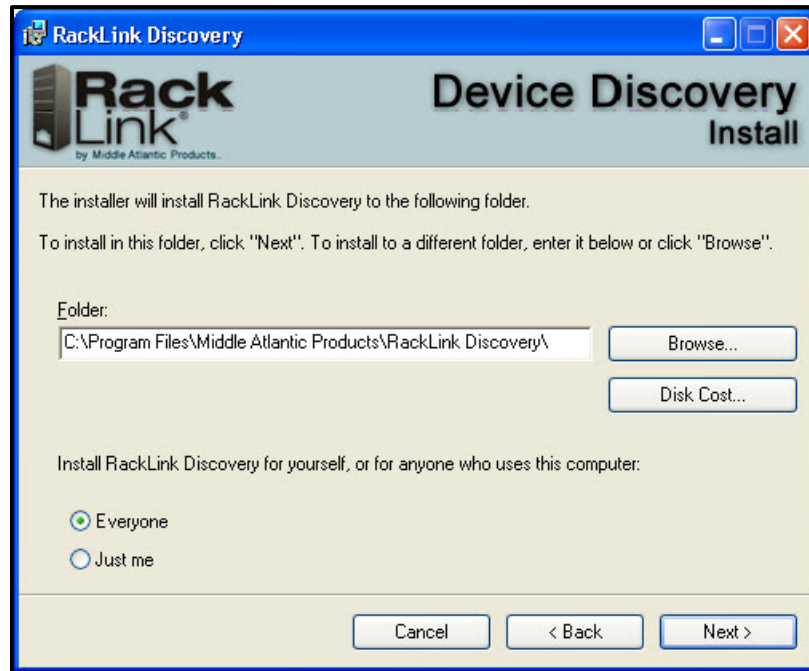 RackLink Discovery
Rack
Link®
by Middle Atlantic Products.
Device Discovery
Install
The installer will install RackLink Discovery to the following folder.
To install in this folder, click "Next". To install to a different folder, enter it below or click "Browse".
Folder:
C:\Program Files\Middle Atlantic Products\RackLink Discovery\
Browse...
Disk Cost...
Install RackLink Discovery for yourself, or for anyone who uses this computer:
Everyone
Just me
Cancel
< Back
Next >